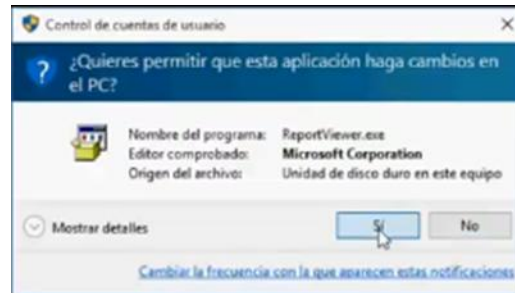 Control de cuentas de usuario
¿Quieres permitir que esta aplicación haga cambios en
el PC?
Nombre del programa: ReportViewer.exe
Editor comprobado: Microsoft Corporation
Origen del archivo: Unidad de disco duro en este equipo
Mostrar detalles
Sí
No
Cambiar la frecuencia con la que aparecen estas notificaciones